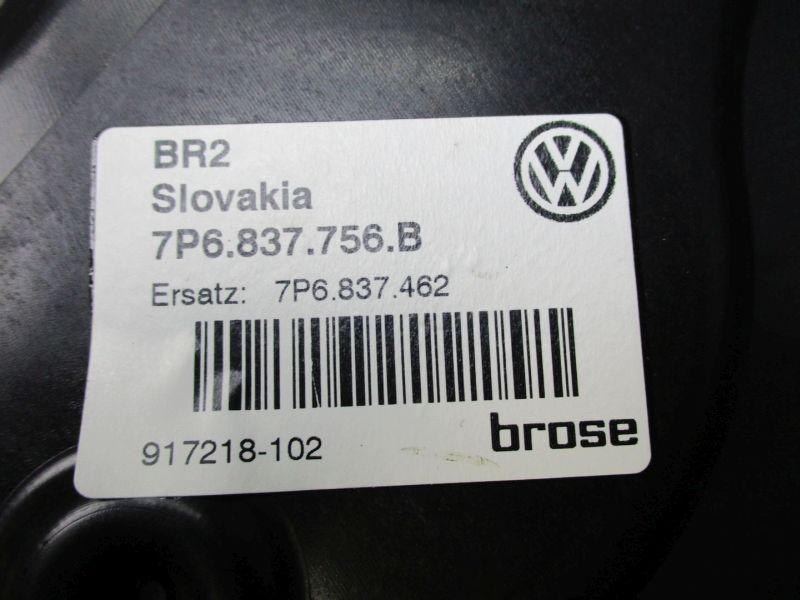 BR2
Slovakia
7P6.837.756.B
Ersatz: 7P6.837.462
917218-102
brose